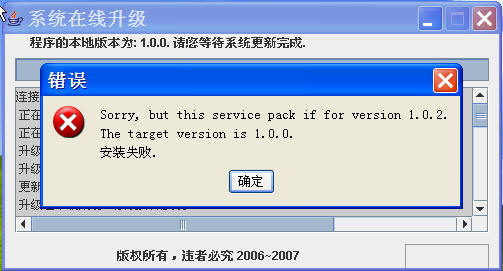 系统在线升级
程序的本地版本为: 1.0.0. 请您等待系统更新完成.
错误
连接
正在
正在
升级
升级
更新
升级
Sorry, but this service pack if for version 1.0.2.
The target version is 1.0.0.
安装失败.
确定
版权所有，违者必究 2006~2007